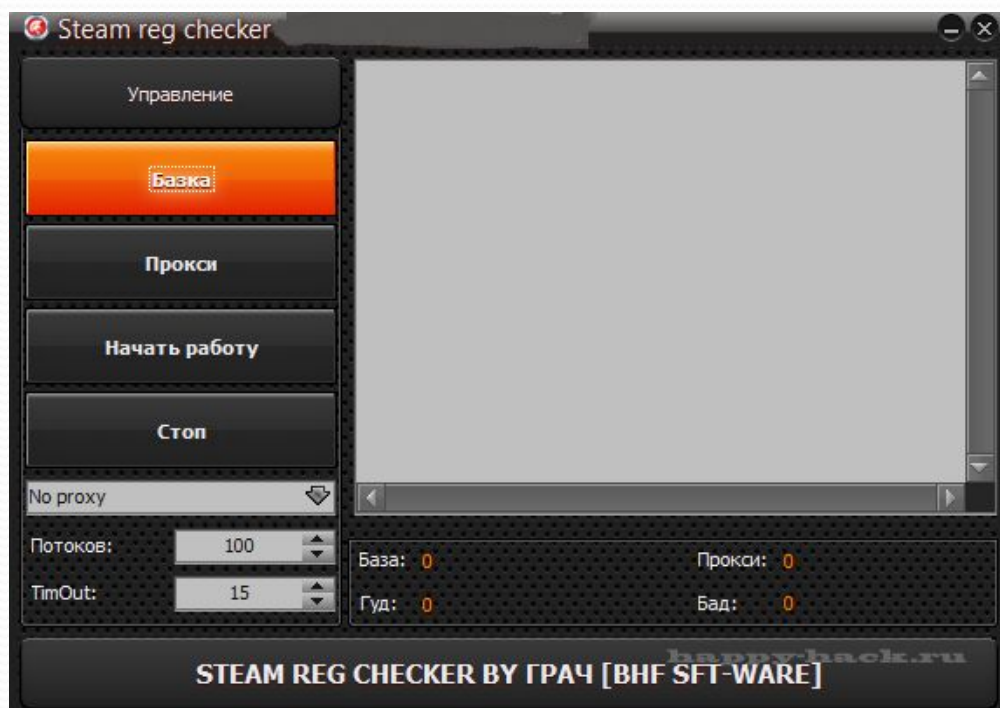 Steam reg checker
Управление
Базка
Прокси
Начать работу
Стоп
No proxy
Потоков: 100
TimOut: 15
База: 0
Прокси: 0
Гуд: 0
Бад: 0
happy-hack.ru
STEAM REG CHECKER BY ГРАЧ [BHF SFT-WARE]